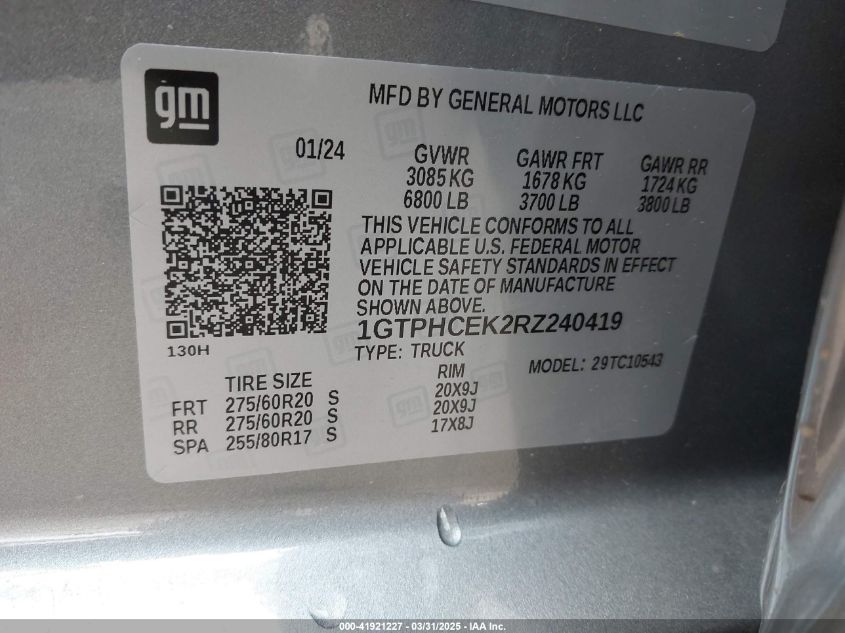 gm
MFD BY GENERAL MOTORS LLC
01/24
GVWR GAWR FRT GAWR RR
3085 KG 1678 KG 1724 KG
6800 LB 3700 LB 3800 LB
THIS VEHICLE CONFORMS TO ALL
APPLICABLE U.S. FEDERAL MOTOR
VEHICLE SAFETY STANDARDS IN EFFECT
ON THE DATE OF MANUFACTURE
SHOWN ABOVE.
1GTPHCEK2RZ240419
130H
TYPE: TRUCK MODEL: 29TC10543
TIRE SIZE RIM
FRT 275/60R20 S 20X9J
RR 275/60R20 S 20X9J
SPA 255/80R17 S 17X8J
000-41921227 - 03/31/2025 - IAA Inc.